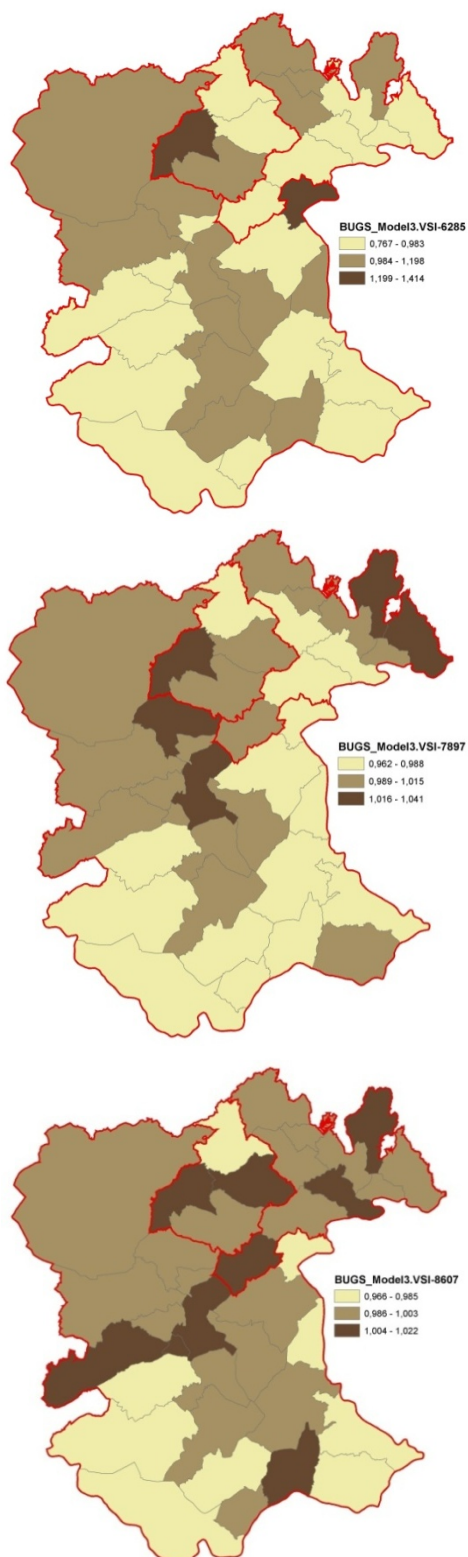 BUGS_Model3.VSI-6285
0,767 - 0,983
0,984 - 1,198
1,199 - 1,414
BUGS_Model3.VSI-7897
0,962 - 0,988
0,989 - 1,015
1,016 - 1,041
BUGS_Model3.VSI-8607
0,966 - 0,985
0,986 - 1,003
1,004 - 1,022